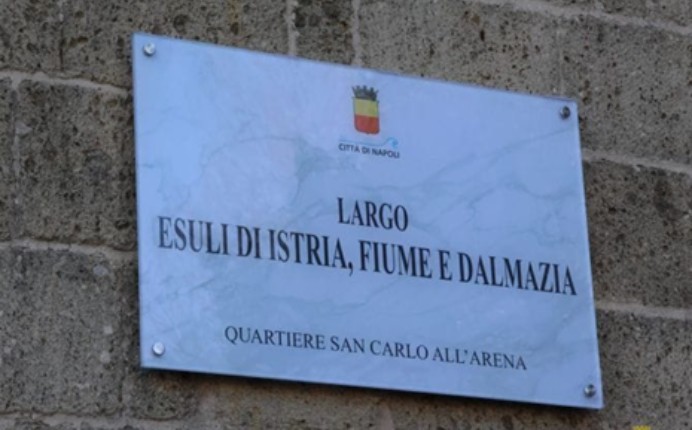 CITTÀ DI NAPOLI
LARGO
ESULI DI ISTRIA, FIUME E DALMAZIA
QUARTIERE SAN CARLO ALL'ARENA